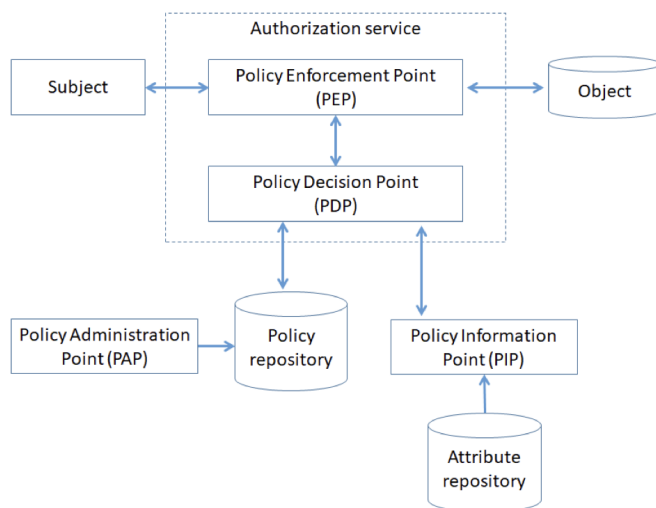 Authorization service
Subject
Policy Enforcement Point
(PEP)
Object
Policy Decision Point
(PDP)
Policy Administration
Point (PAP)
Policy
repository
Policy Information
Point (PIP)
Attribute
repository